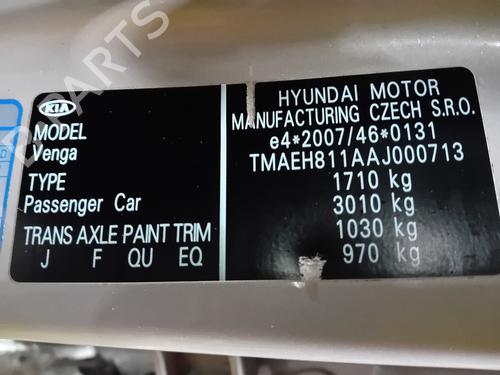 B-PARTS
KIA
MODEL
Venga
TYPE
Passenger Car
TRANS AXLE PAINT TRIM
J F QU EQ
HYUNDAI MOTOR
MANUFACTURING CZECH S.R.O.
e4*2007/46*0131
TMAEH811AAJ000713
1710 kg
3010 kg
1030 kg
970 kg